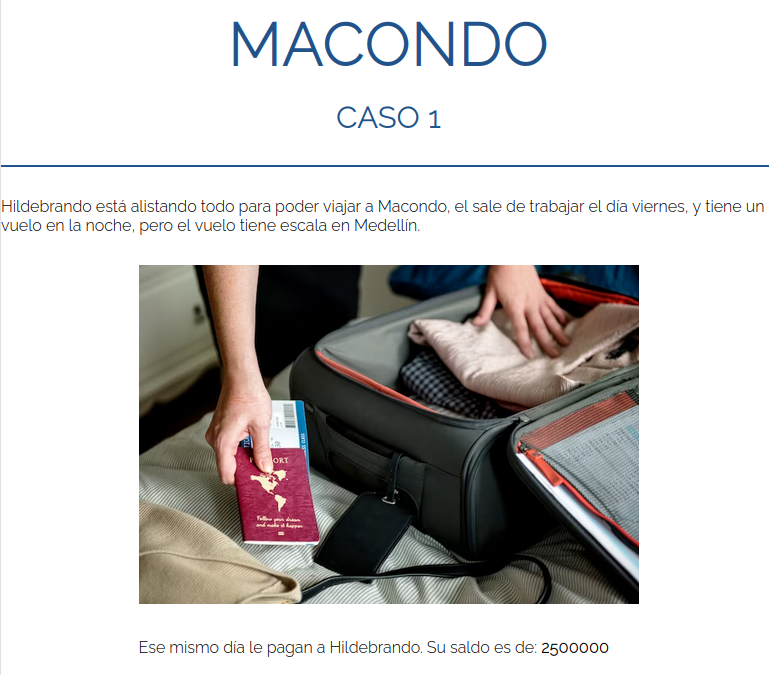 MACONDO
CASO 1
Hildebrando está alistando todo para poder viajar a Macondo, el sale de trabajar el día viernes, y tiene un
vuelo en la noche, pero el vuelo tiene escala en Medellín.
Follow your dream
and make it happen
Ese mismo día le pagan a Hildebrando. Su saldo es de: 2500000